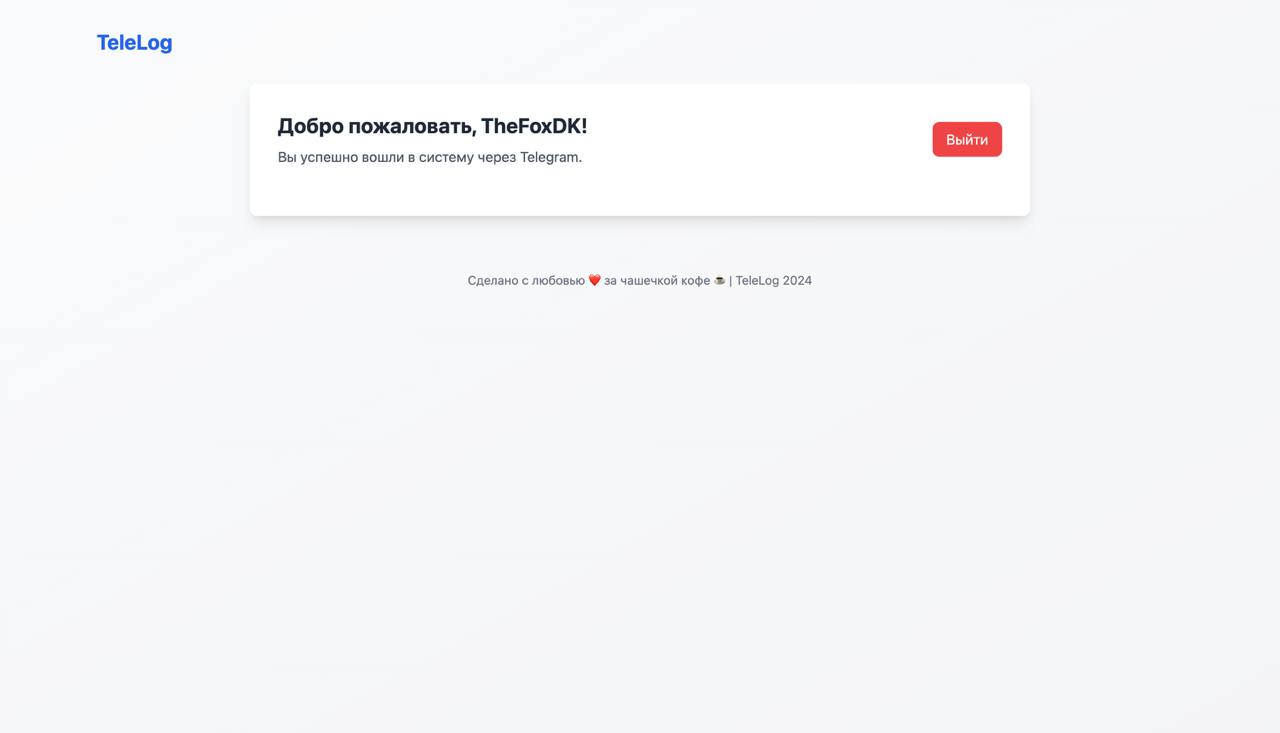 TeleLog
Добро пожаловать, TheFoxDK!
Вы успешно вошли в систему через Telegram.
Выйти
Сделано с любовью ❤️ за чашечкой кофе ☕ | TeleLog 2024